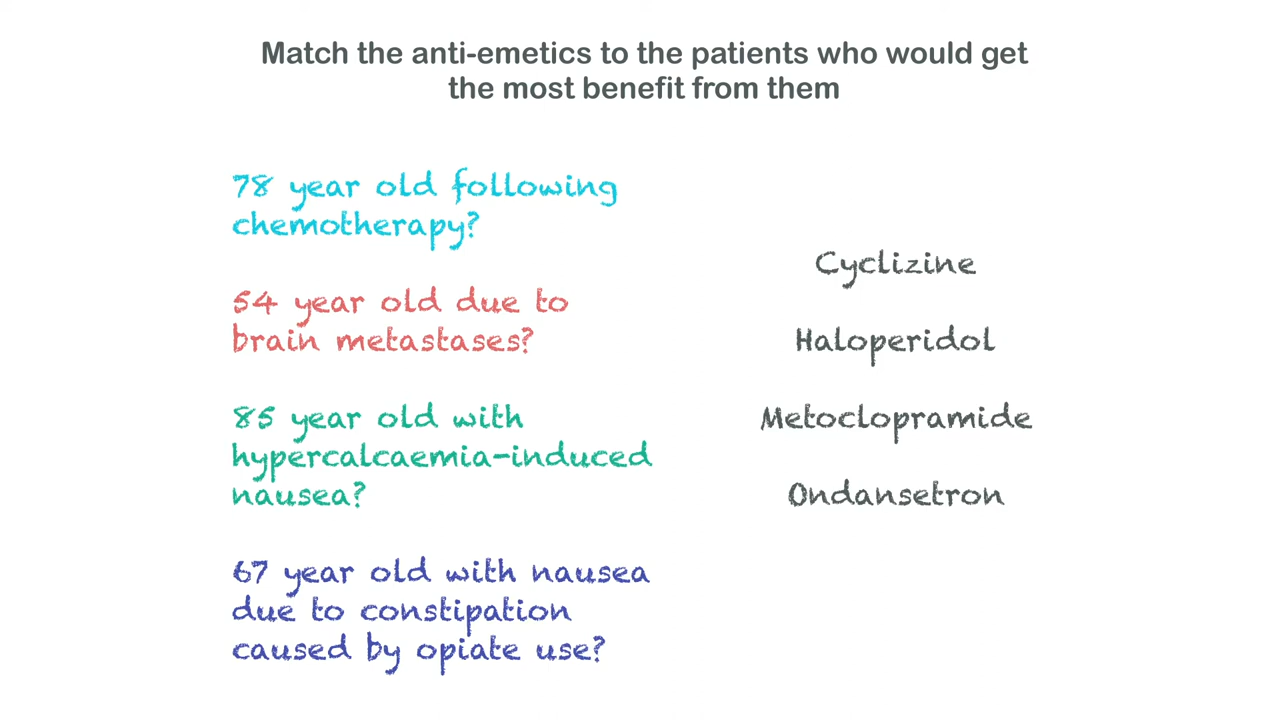 Match the anti-emetics to the patients who would get
the most benefit from them
78 year old following
chemotherapy?
54 year old due to
brain metastases?
85 year old with
hypercalcaemia-induced
nausea?
67 year old with nausea
due to constipation
caused by opiate use?
Cyclizine
Haloperidol
Metoclopramide
Ondansetron